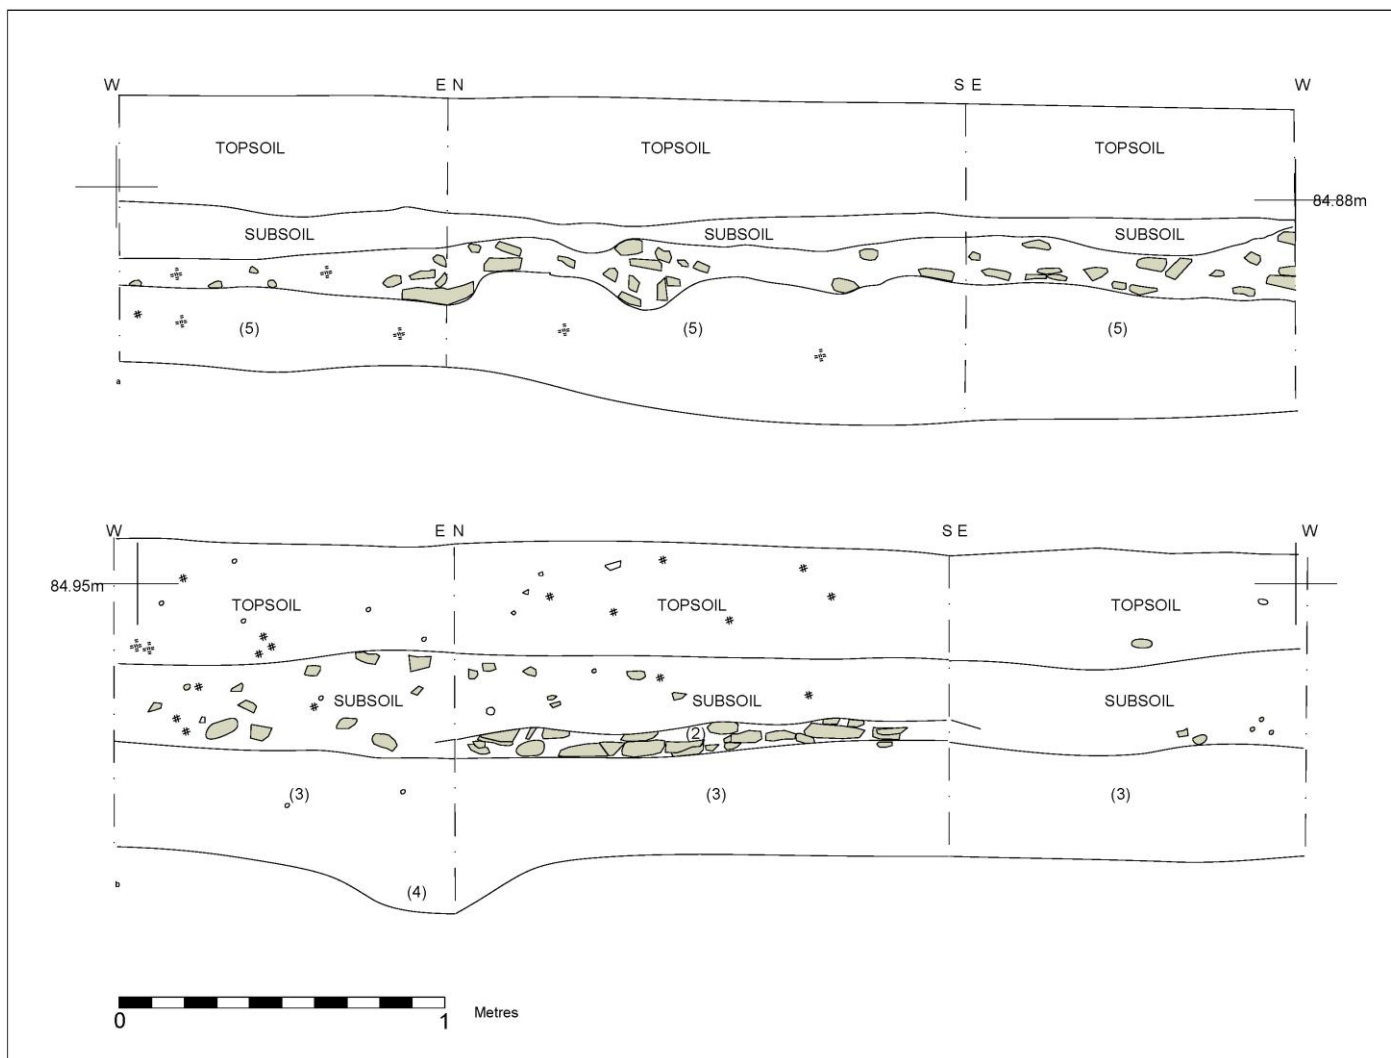 W E N S E W
TOPSOIL TOPSOIL TOPSOIL
84.88m
SUBSOIL SUBSOIL SUBSOIL
(5) (5) (5)
a
W E N S E W
84.95m
TOPSOIL TOPSOIL TOPSOIL
SUBSOIL SUBSOIL SUBSOIL
(2)
(3) (3) (3)
(4)
b
0 1 Metres